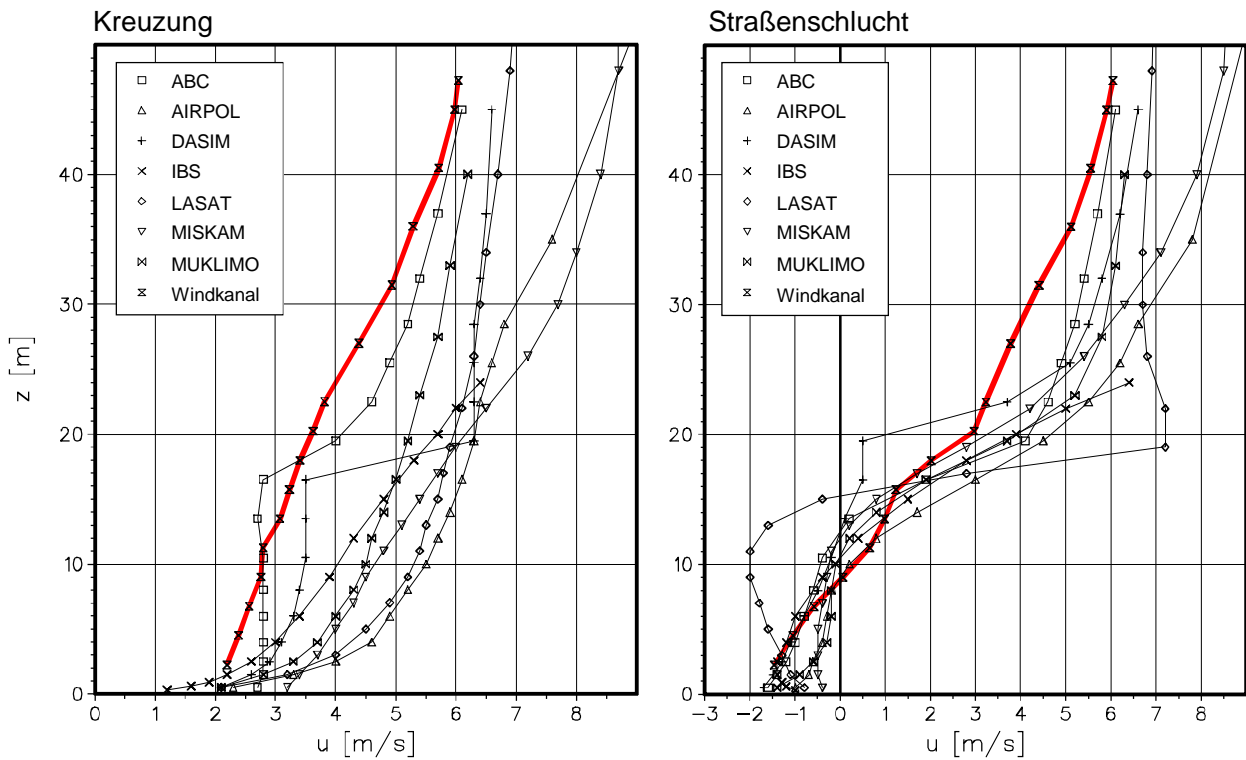 Kreuzung
ABC
AIRPOL
DASIM
IBS
LASAT
MISKAM
MUKLIMO
Windkanal
z [m]
40
30
20
10
0
0 1 2 3 4 5 6 7 8
u [m/s]
Straßenschlucht
ABC
AIRPOL
DASIM
IBS
LASAT
MISKAM
MUKLIMO
Windkanal
40
30
20
10
0
−3 −2 −1 0 1 2 3 4 5 6 7 8
u [m/s]